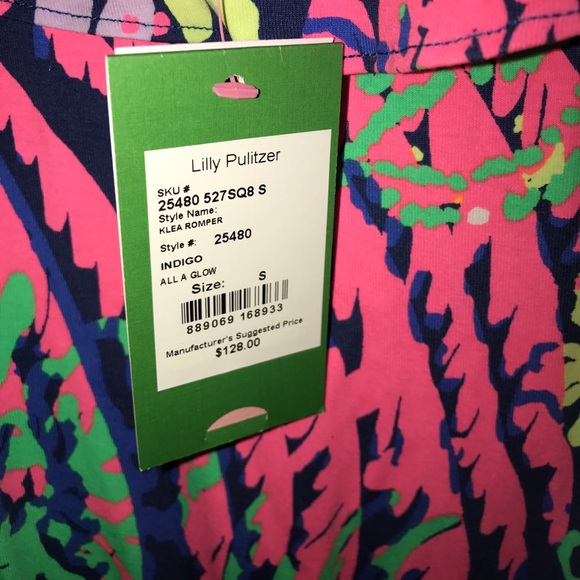 Lilly Pulitzer
SKU #
25480 527SQ8 S
Style Name:
KLEA ROMPER
Style #: 25480
INDIGO
ALL A GLOW
Size: S
889069 168933
Manufacturer's Suggested Price
$128.00